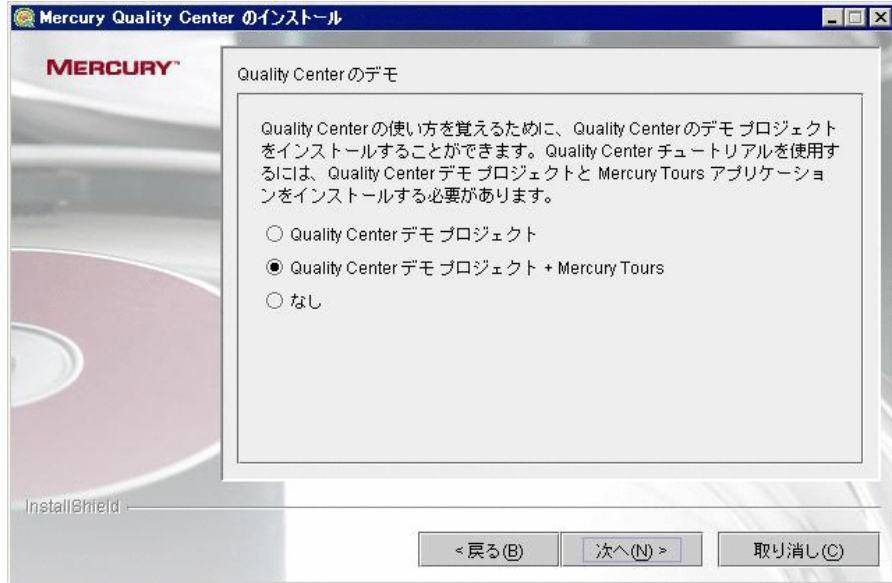 Mercury Quality Center のインストール
MERCURY™
Quality Center のデモ
Quality Center の使い方を覚えるために、Quality Center のデモ プロジェクト
をインストールすることができます。Quality Center チュートリアルを使用す
るには、Quality Center デモ プロジェクトと Mercury Tours アプリケーショ
ンをインストールする必要があります。
Quality Center デモ プロジェクト
Quality Center デモ プロジェクト + Mercury Tours
なし
InstallShield
<戻る(B)
次へ(N) >
取り消し(C)